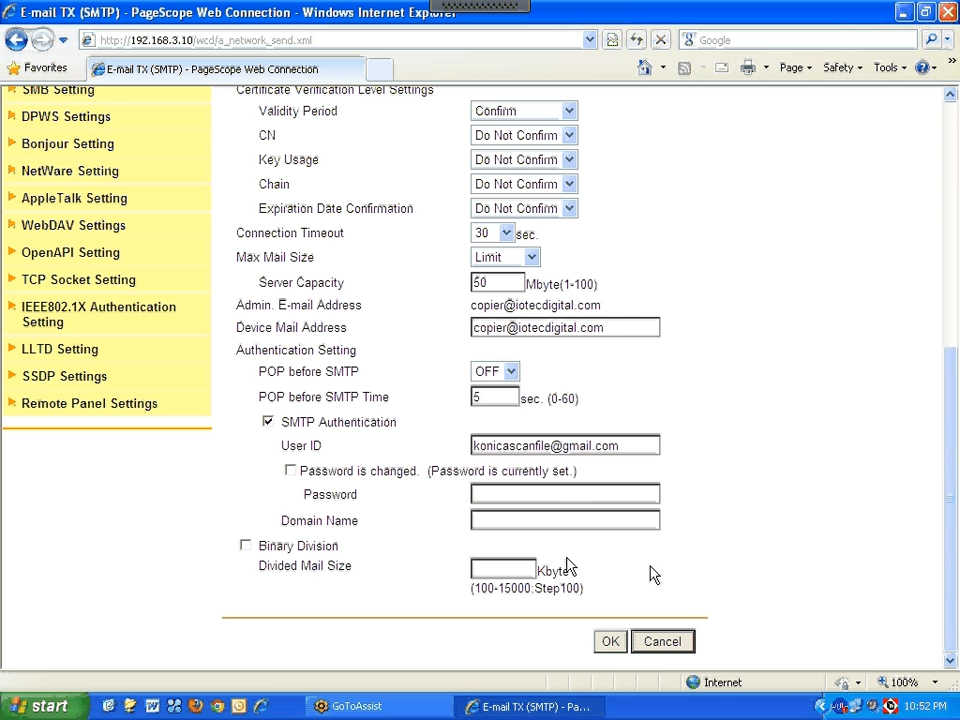 E-mail TX (SMTP) - PageScope Web Connection - Windows Internet Explorer
http://192.168.3.10/wcd/a_network_send.xml
Google
Favorites
E-mail TX (SMTP) - PageScope Web Connection
Page
Safety
Tools
SMB Setting
DPWS Settings
Bonjour Setting
NetWare Setting
AppleTalk Setting
WebDAV Settings
OpenAPI Setting
TCP Socket Setting
IEEE802.1X Authentication
Setting
LLTD Setting
SSDP Settings
Remote Panel Settings
Certificate Verification Level Settings
Validity Period Confirm
CN Do Not Confirm
Key Usage Do Not Confirm
Chain Do Not Confirm
Expiration Date Confirmation Do Not Confirm
Connection Timeout 30 sec.
Max Mail Size Limit
Server Capacity 50 Mbyte(1-100)
Admin. E-mail Address copier@iotecdigital.com
Device Mail Address copier@iotecdigital.com
Authentication Setting
POP before SMTP OFF
POP before SMTP Time 5 sec. (0-60)
SMTP Authentication
User ID konicascanfile@gmail.com
Password is changed. (Password is currently set.)
Password
Domain Name
Binary Division
Divided Mail Size Kbyte
(100-15000:Step100)
OK Cancel
Internet 100%
start GoToAssist E-mail TX (SMTP) - Pa... 10:52 PM